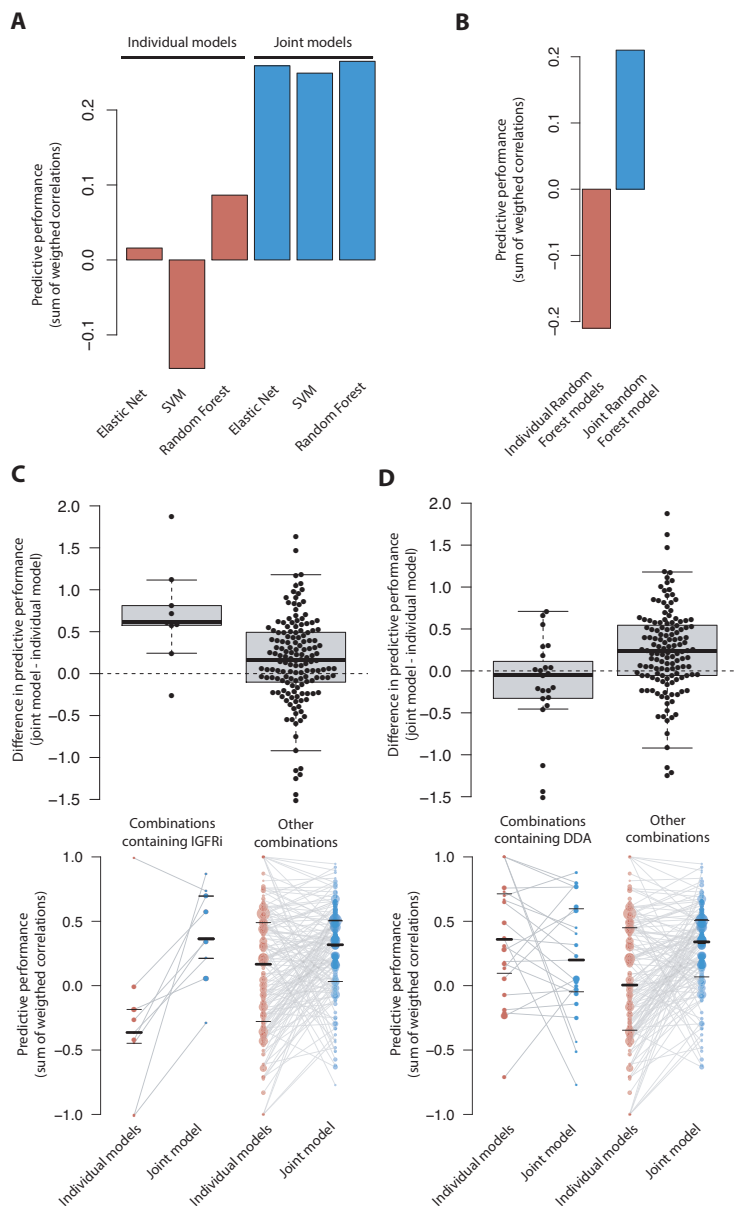 A
Individual models
Joint models
Predictive performance
(sum of weigthed correlations)
0.2
0.1
0.0
−0.1
Elastic Net
SVM
Random Forest
Elastic Net
SVM
Random Forest
B
Predictive performance
(sum of weigthed correlations)
0.2
0.1
0.0
−0.1
−0.2
Individual Random
Forest models
Joint Random
Forest model
C
Difference in predictive performance
(joint model - individual model)
2.0
1.5
1.0
0.5
0.0
−0.5
−1.0
−1.5
Combinations
containing IGFRi
Other
combinations
Predictive performance
(sum of weigthed correlations)
1.0
0.5
0.0
−0.5
−1.0
Individual models
Joint model
Individual models
Joint model
D
Difference in predictive performance
(joint model - individual model)
2.0
1.5
1.0
0.5
0.0
−0.5
−1.0
−1.5
Combinations
containing DDA
Other
combinations
Predictive performance
(sum of weigthed correlations)
1.0
0.5
0.0
−0.5
−1.0
Individual models
Joint model
Individual models
Joint model